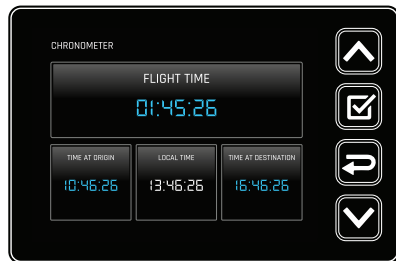 CHRONOMETER
FLIGHT TIME
01:45:26
TIME AT ORIGIN
LOCAL TIME
TIME AT DESTINATION
10:46:26
13:46:26
16:46:26